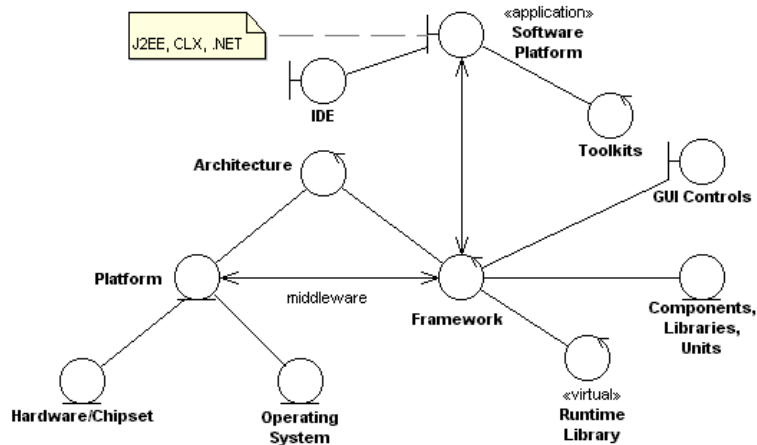 «application»
Software
Platform
J2EE, CLX, .NET
IDE
Toolkits
Architecture
GUI Controls
Platform
middleware
Framework
Components,
Libraries,
Units
Hardware/Chipset
Operating
System
«virtual»
Runtime
Library